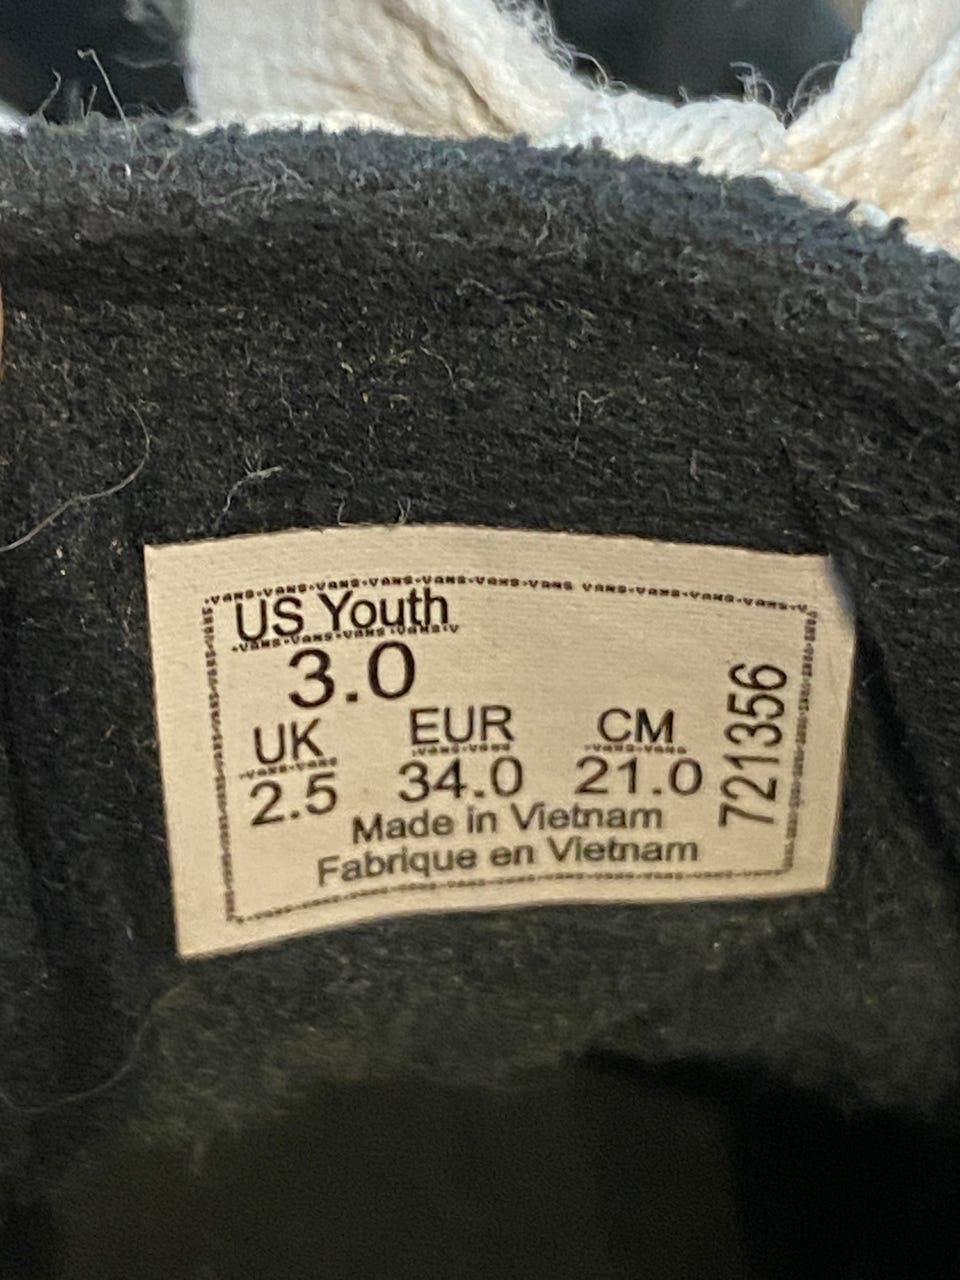 US Youth
3.0
UK EUR CM
2.5 34.0 21.0
Made in Vietnam
Fabrique en Vietnam
721356